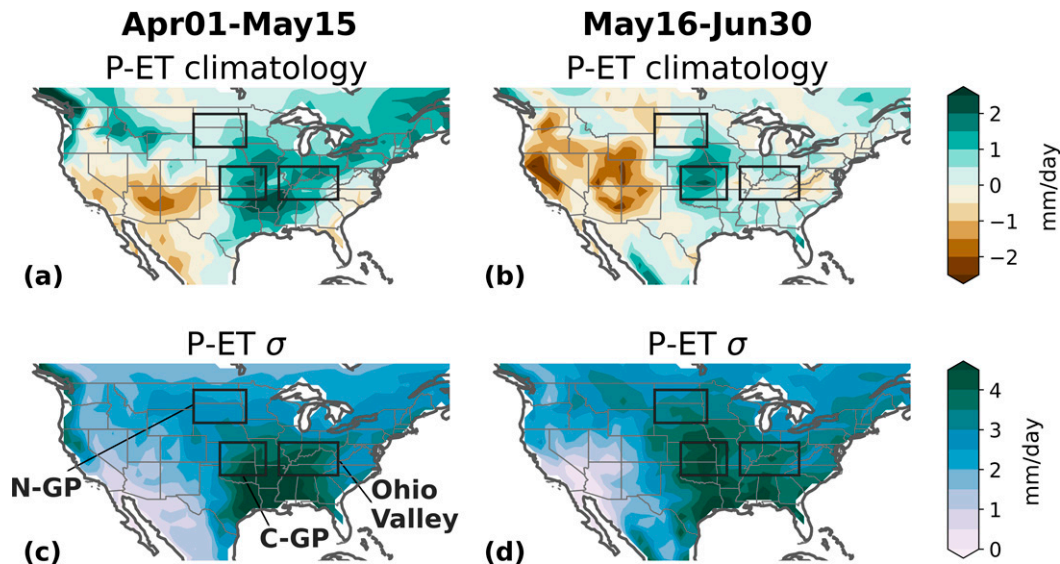 Apr01-May15
May16-Jun30
P-ET climatology
P-ET climatology
2
1
0
−1
−2
mm/day
(a)
(b)
P-ET σ
P-ET σ
4
3
2
1
0
mm/day
N-GP
C-GP
Ohio
Valley
(c)
(d)